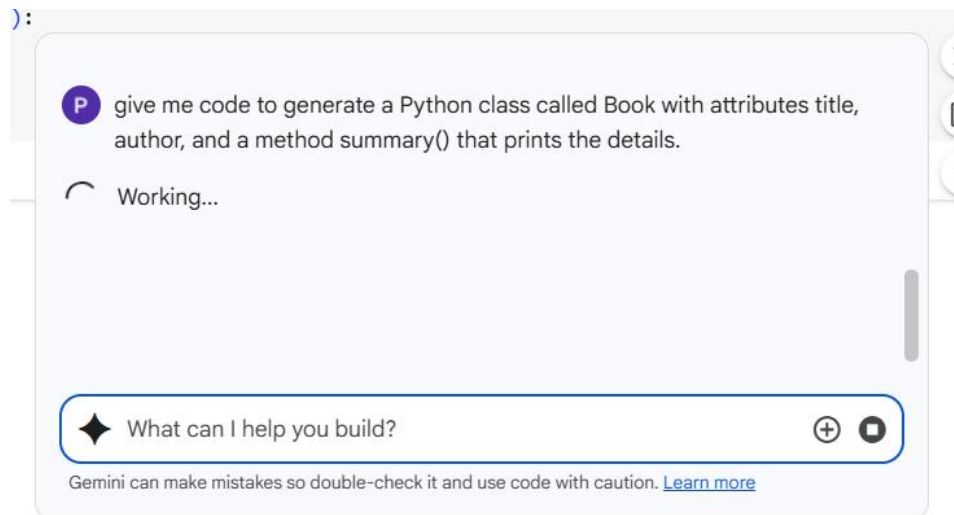 ):
P
give me code to generate a Python class called Book with attributes title,
author, and a method summary() that prints the details.
Working...
What can I help you build?
Gemini can make mistakes so double-check it and use code with caution. Learn more